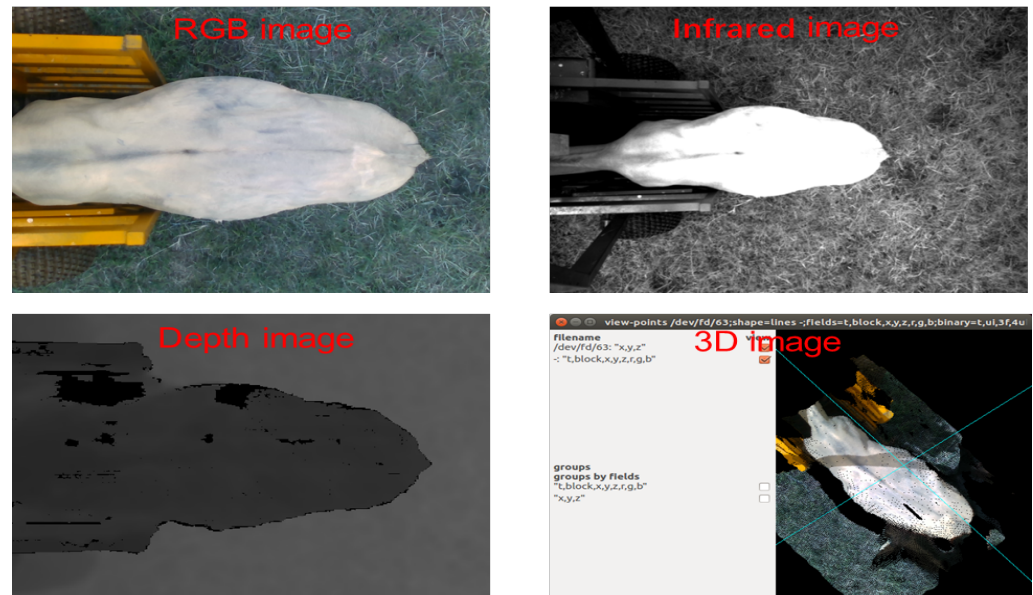 RGB image
Infrared image
Depth image
view-points /dev/fd/63;shape=lines -;fields=t,block,x,y,z,r,g,b;binary=t,ui,3f,4u
3D image
filename
/dev/fd/63: "x,y,z"
-: "t,block,x,y,z,r,g,b"
groups
groups by fields
"t,block,x,y,z,r,g,b"
"x,y,z"